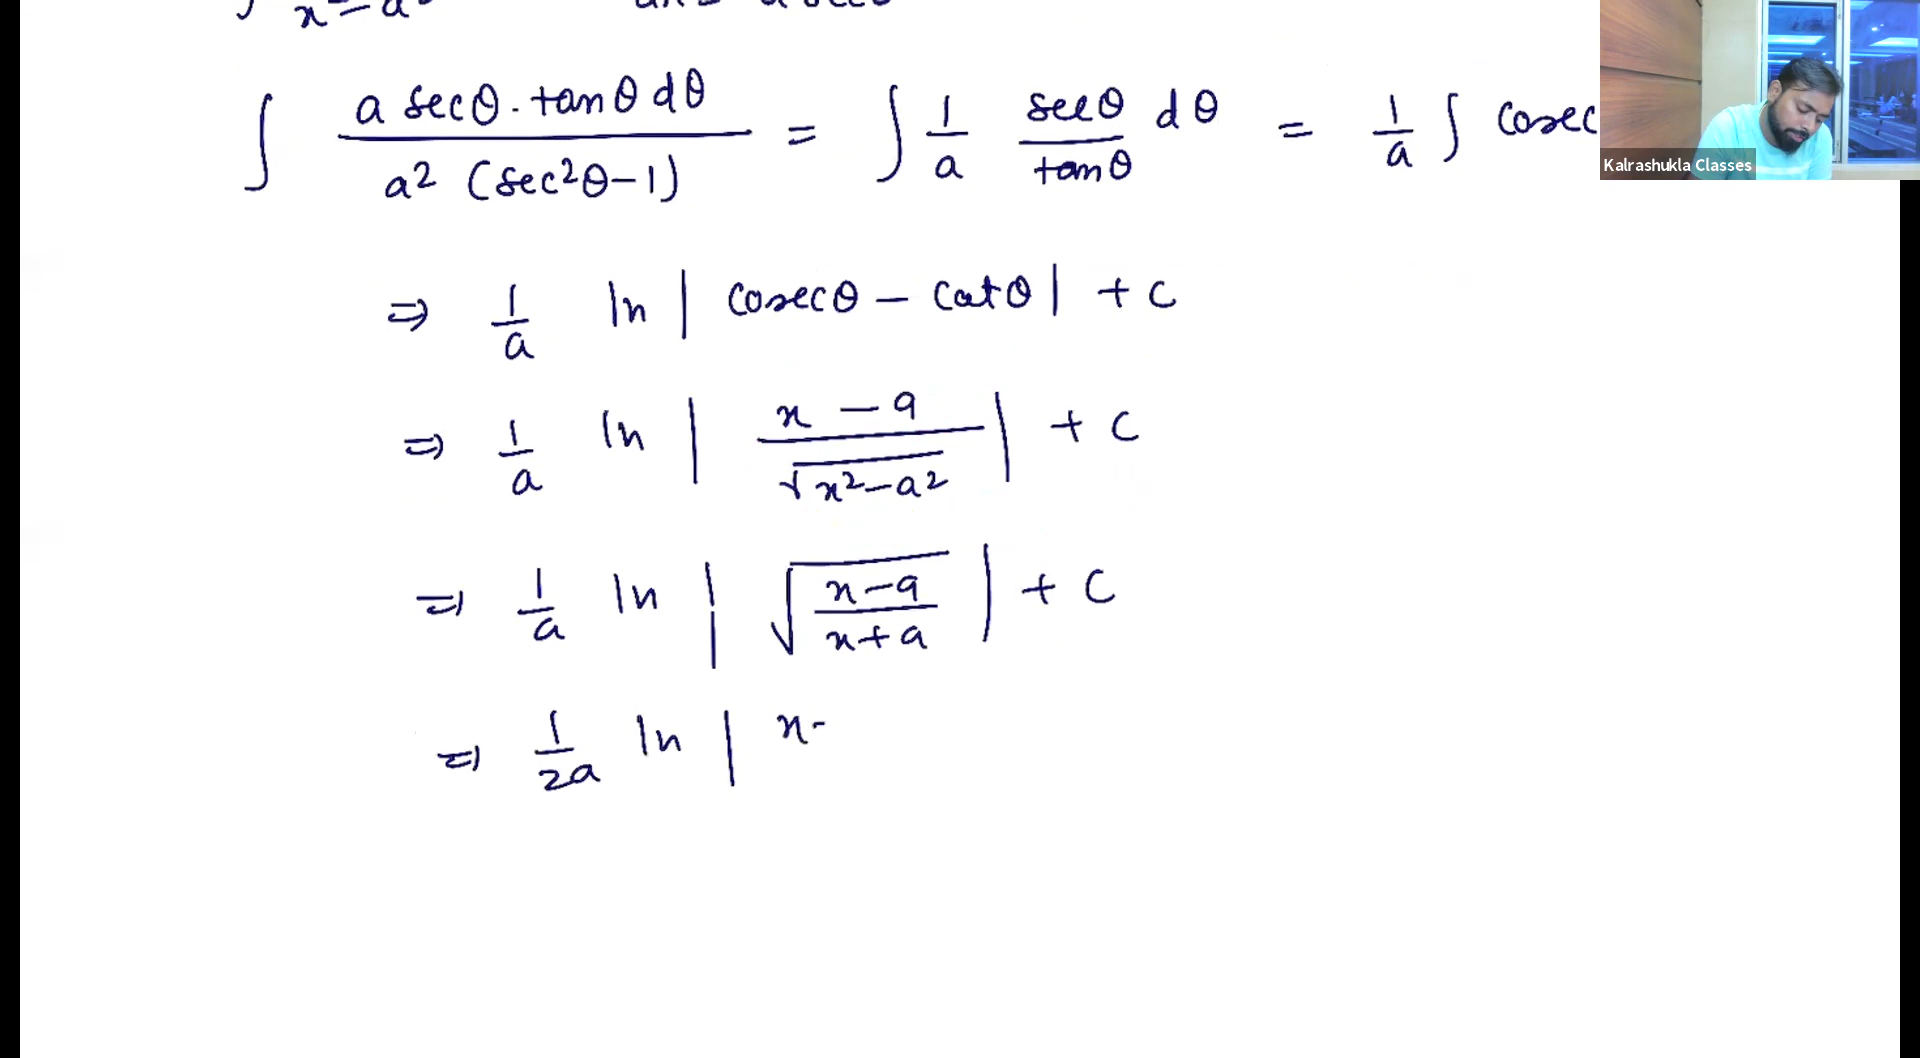 ∫ a secθ · tanθ dθ / a² (sec²θ−1) = ∫ 1/a secθ/tanθ dθ = 1/a ∫ cosec
Kalrashukla Classes
⇒ 1/a ln | cosecθ − cotθ | + c
⇒ 1/a ln | x − a / √x²−a² | + c
⇒ 1/a ln | √x−a/x+a | + c
⇒ 1/2a ln | x-